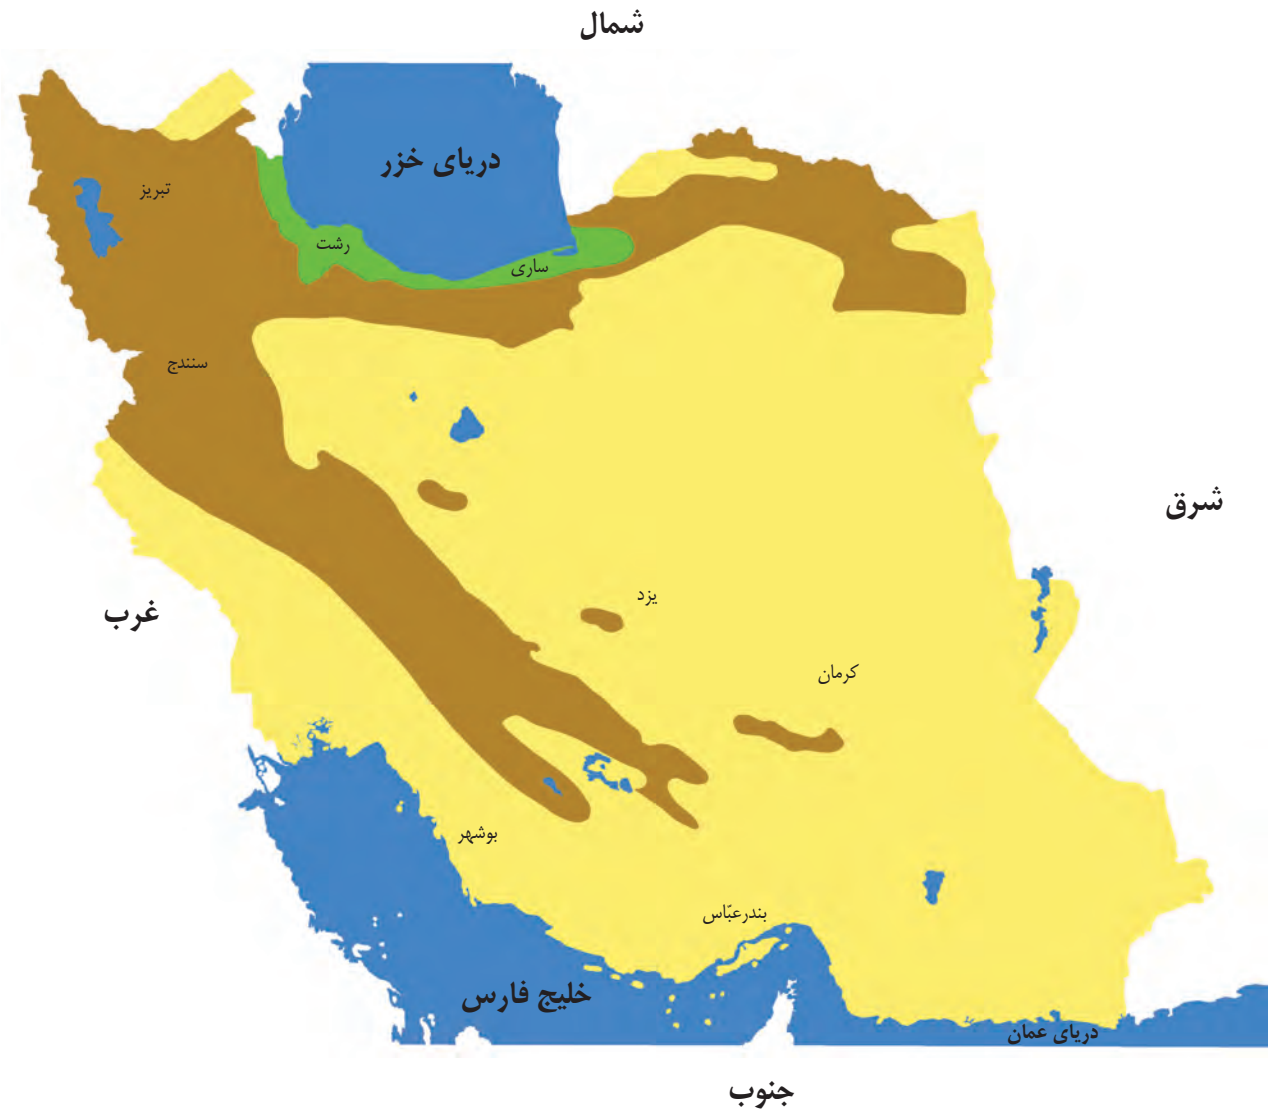 شمال
دریای خزر
تبریز
رشت
ساری
سنندج
شرق
یزد
غرب
کرمان
بوشهر
بندرعبّاس
خلیج فارس
دریای عمان
جنوب